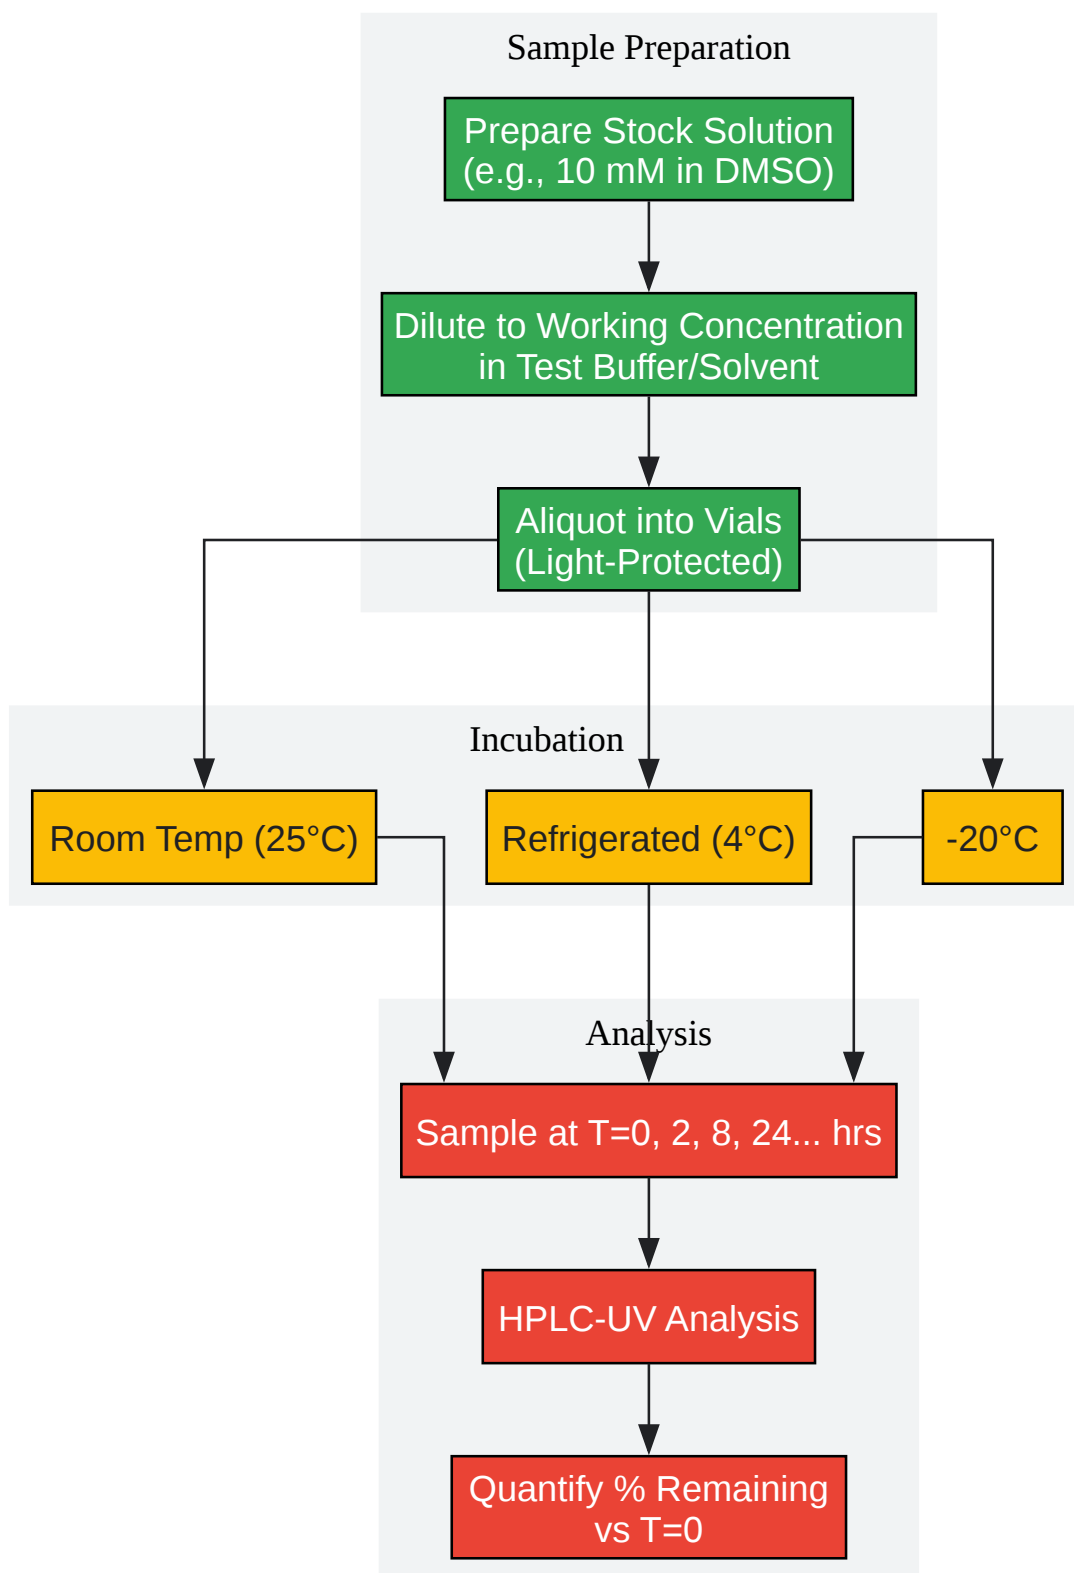 Sample Preparation
Prepare Stock Solution
(e.g., 10 mM in DMSO)
Dilute to Working Concentration
in Test Buffer/Solvent
Aliquot into Vials
(Light-Protected)
Incubation
Room Temp (25°C)
Refrigerated (4°C)
-20°C
Analysis
Sample at T=0, 2, 8, 24... hrs
HPLC-UV Analysis
Quantify % Remaining
vs T=0